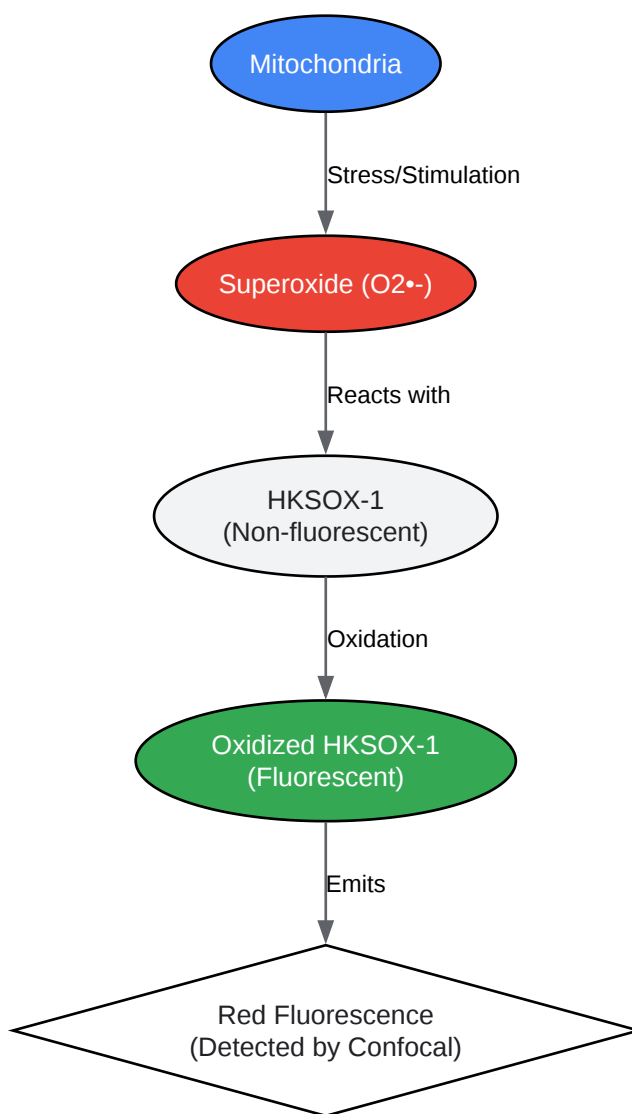 Mitochondria
Stress/Stimulation
Superoxide (O2•-)
Reacts with
HKSOX-1
(Non-fluorescent)
Oxidation
Oxidized HKSOX-1
(Fluorescent)
Emits
Red Fluorescence
(Detected by Confocal)